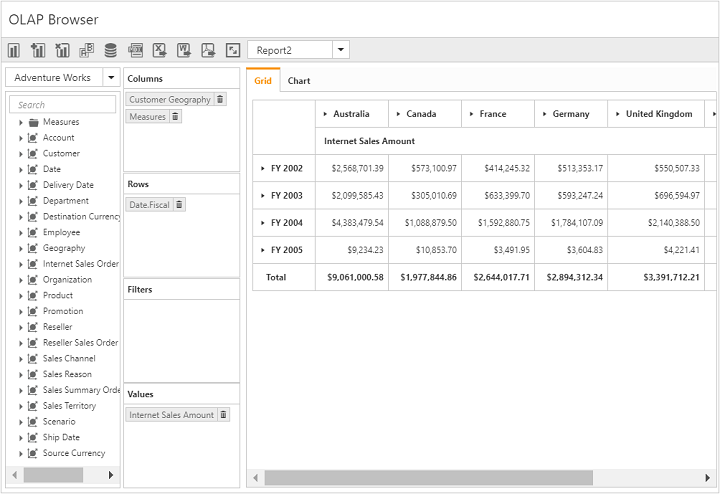 OLAP Browser
Report2
Adventure Works
Search
Measures
Account
Customer
Date
Delivery Date
Department
Destination Currency
Employee
Geography
Internet Sales Order
Organization
Product
Promotion
Reseller
Reseller Sales Order
Sales Channel
Sales Reason
Sales Summary Orde
Sales Territory
Scenario
Ship Date
Source Currency
Columns
Customer Geography
Measures
Rows
Date.Fiscal
Filters
Values
Internet Sales Amount
Grid Chart
Australia Canada France Germany United Kingdom
Internet Sales Amount
FY 2002 $2,568,701.39 $573,100.97 $414,245.32 $513,353.17 $550,507.33
FY 2003 $2,099,585.43 $305,010.69 $633,399.70 $593,247.24 $696,594.97
FY 2004 $4,383,479.54 $1,088,879.50 $1,592,880.75 $1,784,107.09 $2,140,388.50
FY 2005 $9,234.23 $10,853.70 $3,491.95 $3,604.83 $4,221.41
Total $9,061,000.58 $1,977,844.86 $2,644,017.71 $2,894,312.34 $3,391,712.21